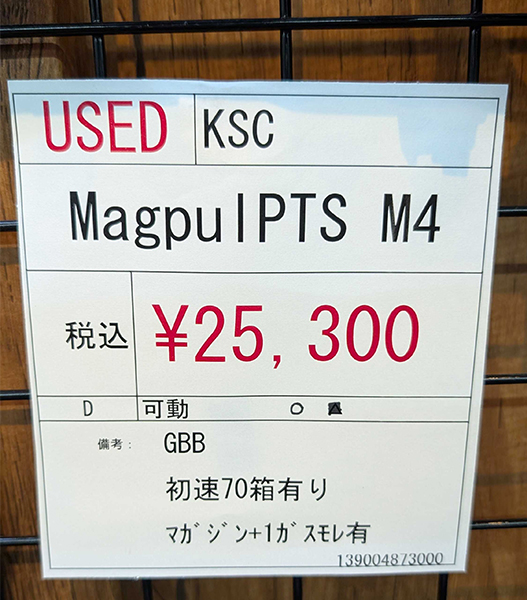 USED KSC
MagpulPTS M4
税込 ¥25,300
D 可動 ○
備考: GBB
初速70箱有り
ﾏｶﾞｼﾞﾝ+1ｶﾞｽﾓﾚ有
139004873000